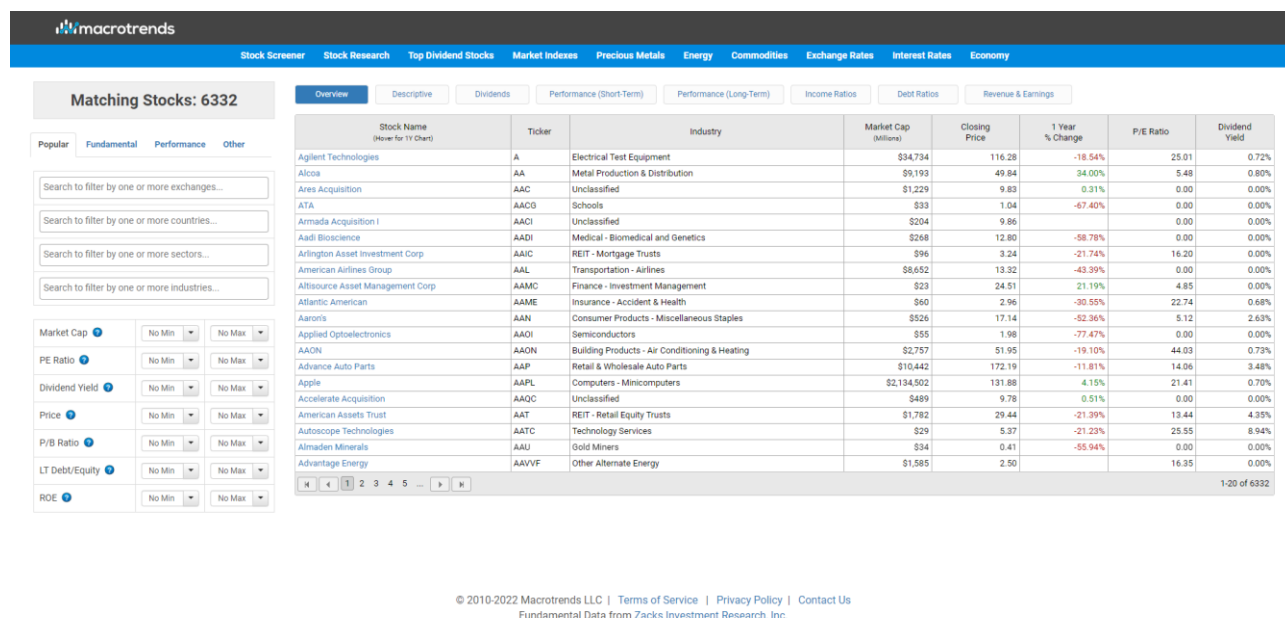 macrotrends
Stock Screener Stock Research Top Dividend Stocks Market Indexes Precious Metals Energy Commodities Exchange Rates Interest Rates Economy
Matching Stocks: 6332
Popular Fundamental Performance Other
Search to filter by one or more exchanges...
Search to filter by one or more countries...
Search to filter by one or more sectors...
Search to filter by one or more industries...
Market Cap ? No Min No Max
PE Ratio ? No Min No Max
Dividend Yield ? No Min No Max
Price ? No Min No Max
P/B Ratio ? No Min No Max
LT Debt/Equity ? No Min No Max
ROE ? No Min No Max
Overview Descriptive Dividends Performance (Short-Term) Performance (Long-Term) Income Ratios Debt Ratios Revenue & Earnings
Stock Name Ticker Industry Market Cap Closing 1 Year P/E Ratio Dividend
(Hover for 1Y Chart) (Millions) Price % Change Yield
Agilent Technologies A Electrical Test Equipment $34,734 116.28 -18.54% 25.01 0.72%
Alcoa AA Metal Production & Distribution $9,193 49.84 34.00% 5.48 0.80%
Ares Acquisition AAC Unclassified $1,229 9.83 0.31% 0.00 0.00%
ATA AACG Schools $33 1.04 -67.40% 0.00 0.00%
Armada Acquisition I AACI Unclassified $204 9.86 0.00 0.00%
Aadi Bioscience AADI Medical - Biomedical and Genetics $268 12.80 -58.78% 0.00 0.00%
Arlington Asset Investment Corp AAIC REIT - Mortgage Trusts $96 3.24 -21.74% 16.20 0.00%
American Airlines Group AAL Transportation - Airlines $8,652 13.32 -43.39% 0.00 0.00%
Altisource Asset Management Corp AAMC Finance - Investment Management $23 24.51 21.19% 4.85 0.00%
Atlantic American AAME Insurance - Accident & Health $60 2.96 -30.55% 22.74 0.68%
Aaron's AAN Consumer Products - Miscellaneous Staples $526 17.14 -52.36% 5.12 2.63%
Applied Optoelectronics AAOI Semiconductors $55 1.98 -77.47% 0.00 0.00%
AAON AAON Building Products - Air Conditioning & Heating $2,757 51.95 -19.10% 44.03 0.73%
Advance Auto Parts AAP Retail & Wholesale Auto Parts $10,442 172.19 -11.81% 14.06 3.48%
Apple AAPL Computers - Minicomputers $2,134,502 131.88 4.15% 21.41 0.70%
Accelerate Acquisition AAQC Unclassified $489 9.78 0.51% 0.00 0.00%
American Assets Trust AAT REIT - Retail Equity Trusts $1,782 29.44 -21.39% 13.44 4.35%
Autoscope Technologies AATC Technology Services $29 5.37 -21.23% 25.55 8.94%
Almaden Minerals AAU Gold Miners $34 0.41 -55.94% 0.00 0.00%
Advantage Energy AAVVF Other Alternate Energy $1,585 2.50 16.35 0.00%
1 2 3 4 5 ... 1-20 of 6332
© 2010-2022 Macrotrends LLC | Terms of Service | Privacy Policy | Contact Us
Fundamental Data from Zacks Investment Research, Inc.